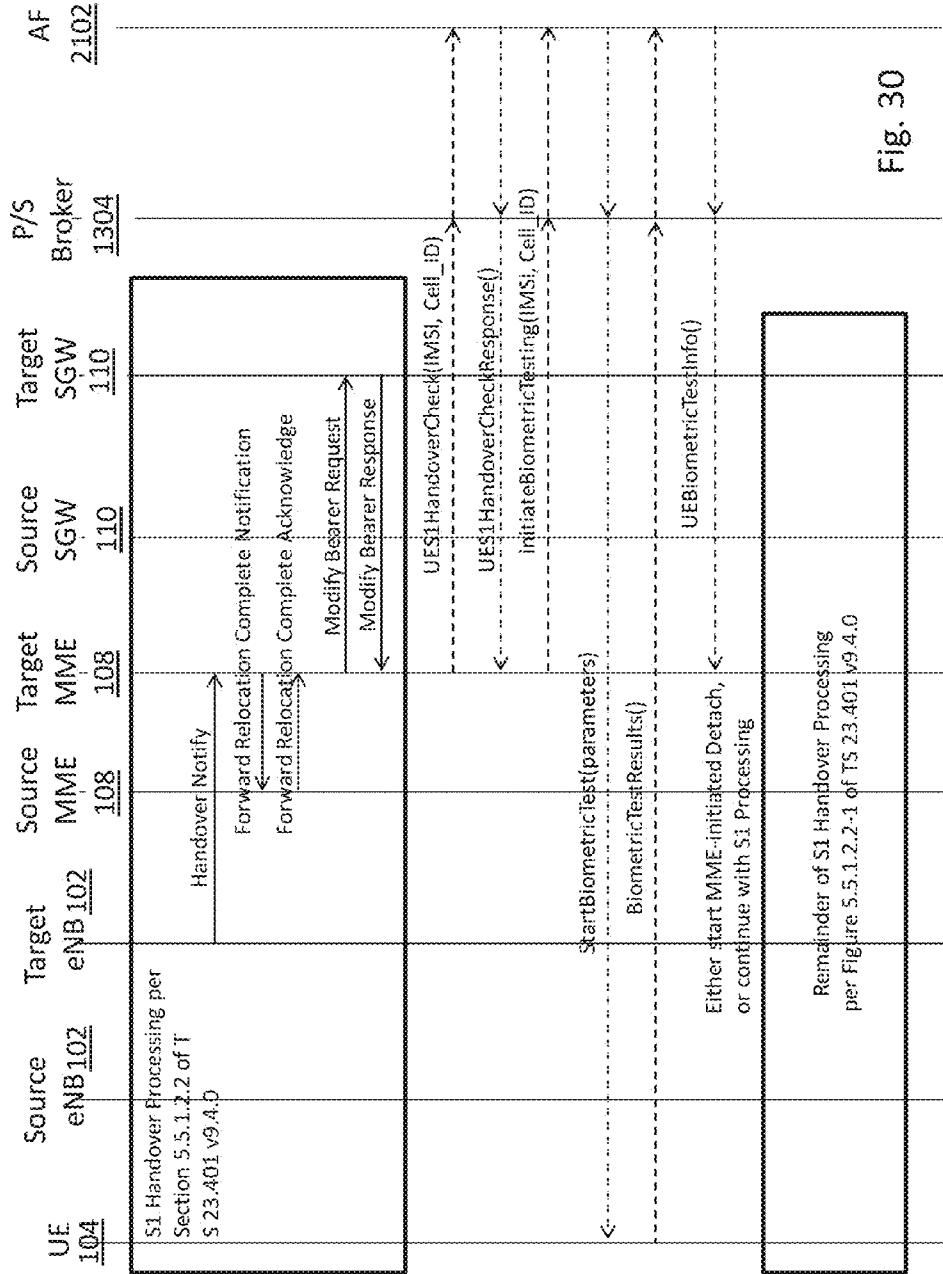 UE
104
Source
eNB 102
Target
eNB 102
Source
MME
108
Target
MME
108
Source
SGW
110
Target
SGW
110
P/S
Broker
1304
AF
2102
S1 Handover Processing per
Section 5.5.1.2.2 of T
S 23.401 v9.4.0
Handover Notify
Forward Relocation Complete Notification
Forward Relocation Complete Acknowledge
Modify Bearer Request
Modify Bearer Response
UES1HandoverCheck(IMSI, Cell_ID)
UES1HandoverCheckResponse()
initiateBiometricTesting(IMSI, Cell_ID)
StartBiometricTest(parameters)
BiometricTestResults()
UEBiometricTestInfo()
Either start MME-initiated Detach,
or continue with S1 Processing
Remainder of S1 Handover Processing
per Figure 5.5.1.2.2-1 of TS 23.401 v9.4.0
Fig. 30